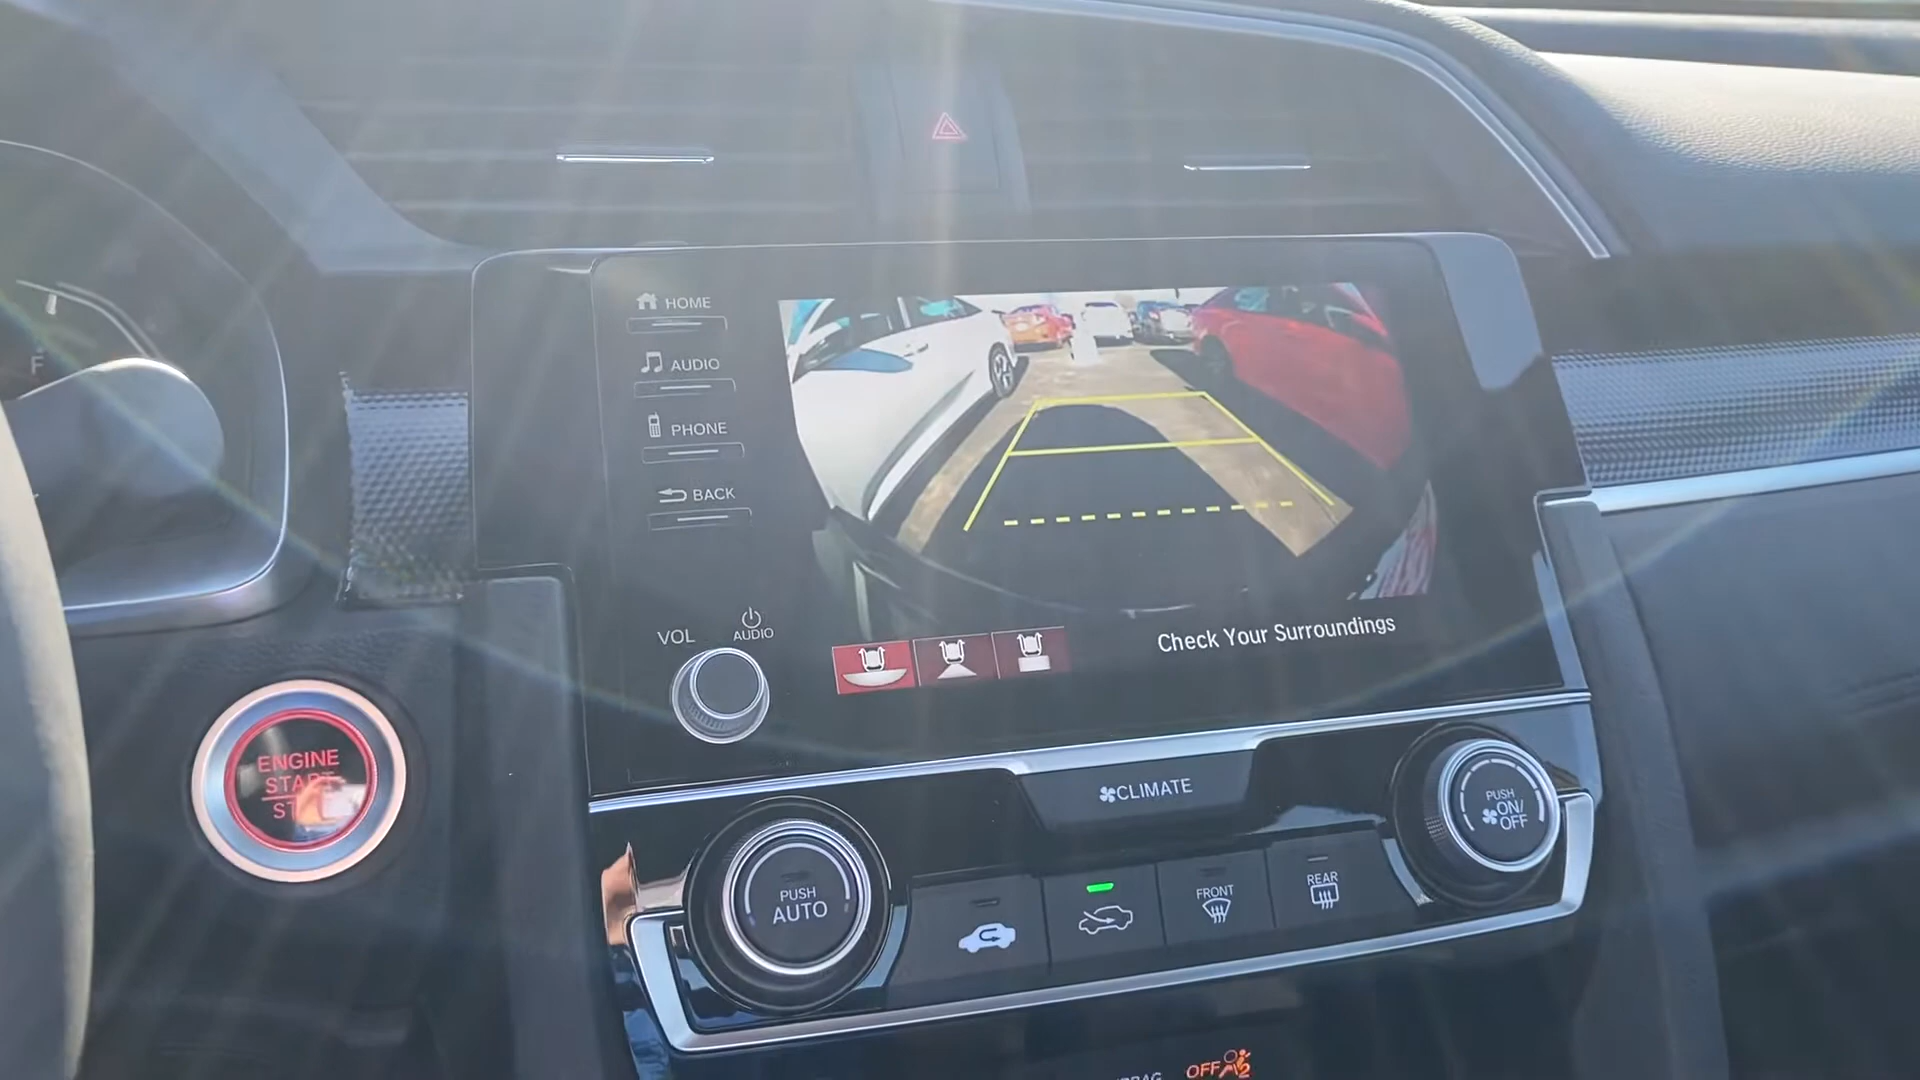 HOME
AUDIO
PHONE
BACK
VOL
AUDIO
Check Your Surroundings
ENGINE
START
CLIMATE
PUSH
ON/
OFF
PUSH
AUTO
FRONT
REAR
OFF
F